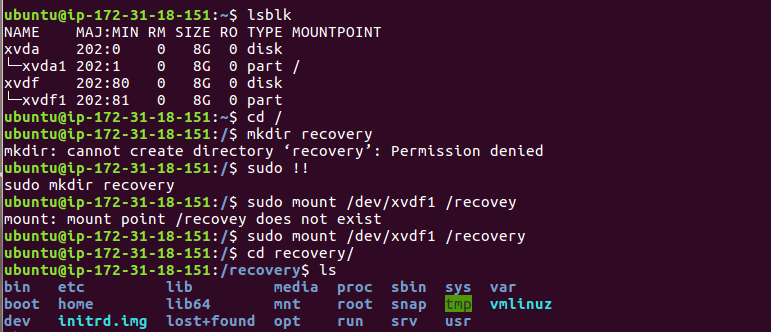 ubuntu@ip-172-31-18-151:~$ lsblk
NAME    MAJ:MIN RM SIZE RO TYPE MOUNTPOINT
xvda    202:0    0   8G  0 disk
└─xvda1 202:1    0   8G  0 part /
xvdf    202:80   0   8G  0 disk
└─xvdf1 202:81   0   8G  0 part
ubuntu@ip-172-31-18-151:~$ cd /
ubuntu@ip-172-31-18-151:/$ mkdir recovery
mkdir: cannot create directory ‘recovery’: Permission denied
ubuntu@ip-172-31-18-151:/$ sudo !!
sudo mkdir recovery
ubuntu@ip-172-31-18-151:/$ sudo mount /dev/xvdf1 /recovey
mount: mount point /recovey does not exist
ubuntu@ip-172-31-18-151:/$ sudo mount /dev/xvdf1 /recovery
ubuntu@ip-172-31-18-151:/$ cd recovery/
ubuntu@ip-172-31-18-151:/recovery$ ls
bin   etc         lib         media  proc  sbin  sys  var
boot  home        lib64       mnt    root  snap  tmp  vmlinuz
dev   initrd.img  lost+found  opt    run   srv   usr